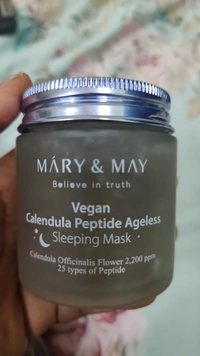 MÁRY & MAY
Believe in truth
Vegan
Calendula Peptide Ageless
Sleeping Mask
Calendula Officinalis Flower 2,200 ppm
25 types of Peptide